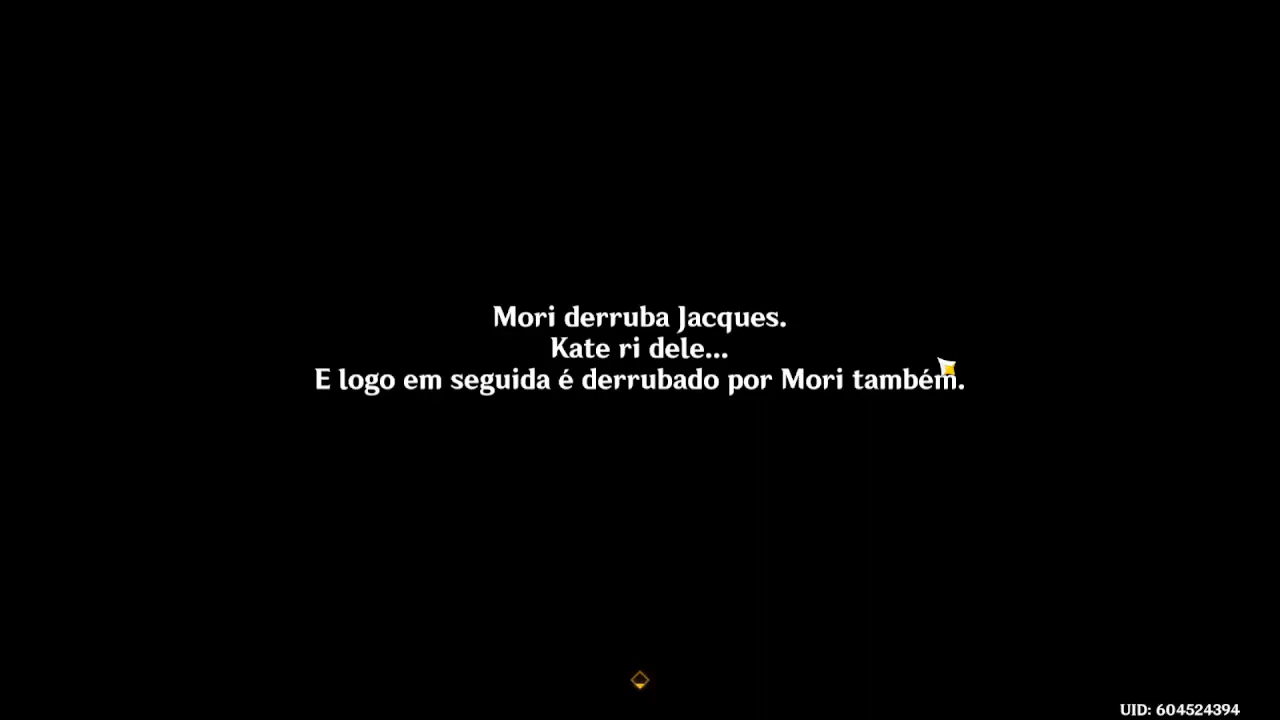 Mori derruba Jacques.
Kate ri dele...
E logo em seguida é derrubado por Mori também.
UID: 604524394